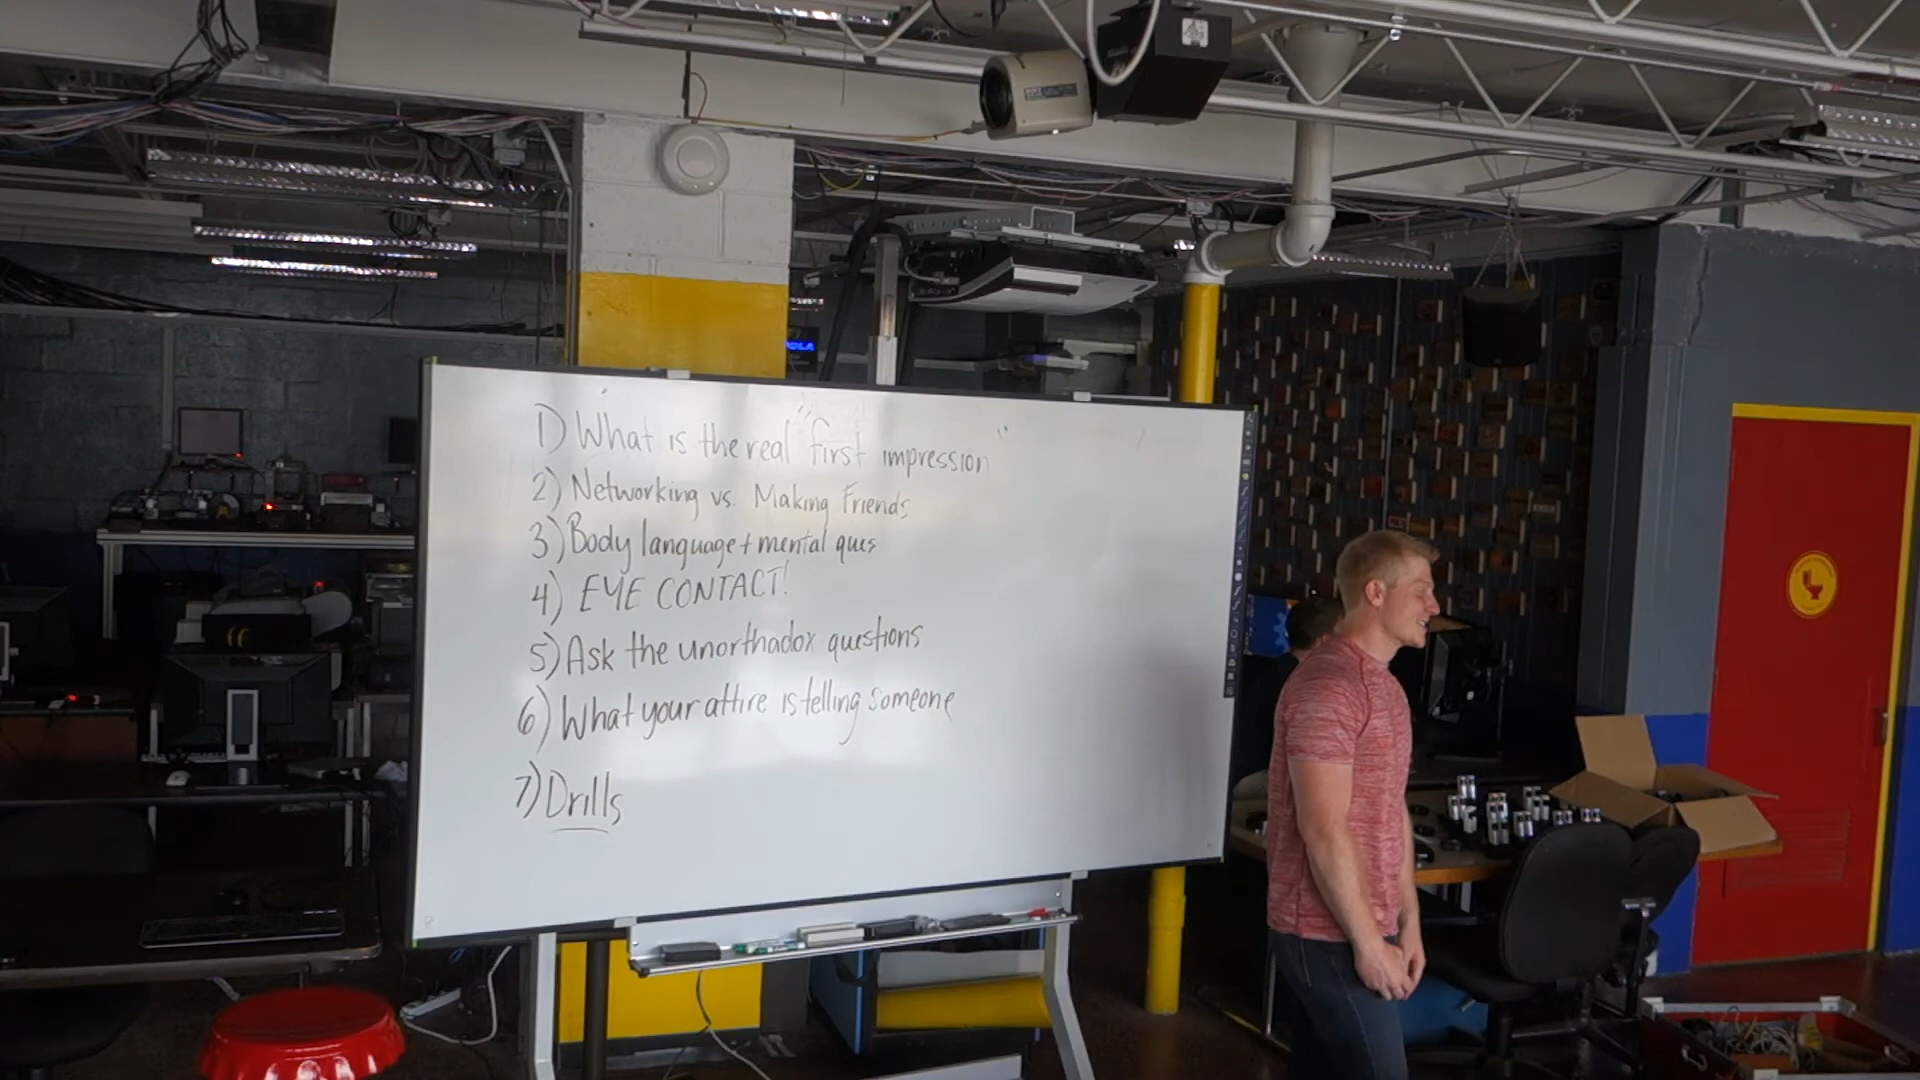 1) What is the real "first impression"
2) Networking vs. Making Friends
3) Body language + mental ques
4) EYE CONTACT!
5) Ask the unorthadox questions
6) What your attire is telling someone
7) Drills